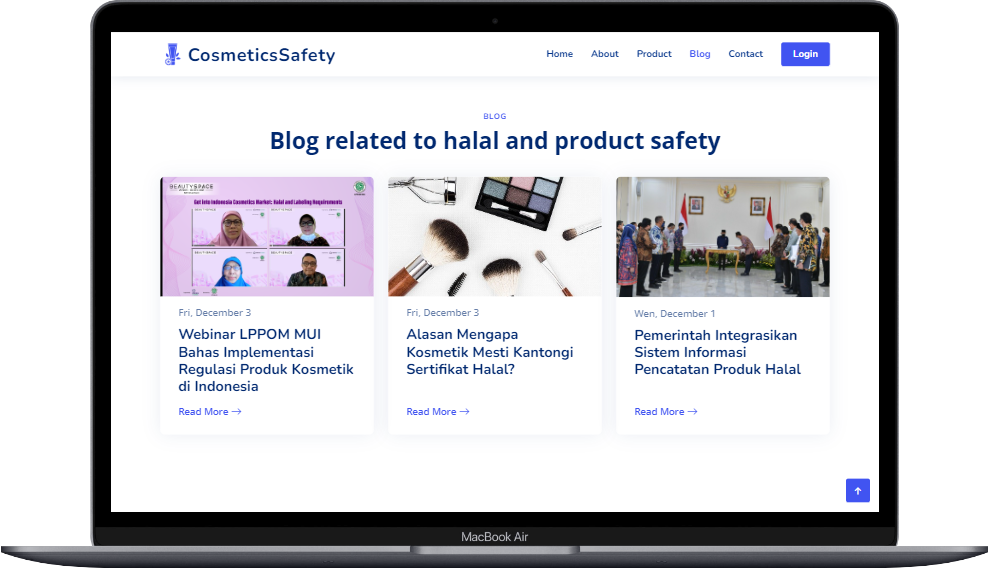 CosmeticsSafety
Home About Product Blog Contact Login
BLOG
Blog related to halal and product safety
BEAUTYSPACE
Get Into Indonesia Cosmetics Market: Halal and Labeling Requirements
Fri, December 3
Webinar LPPOM MUI
Bahas Implementasi
Regulasi Produk Kosmetik
di Indonesia
Read More
Fri, December 3
Alasan Mengapa
Kosmetik Mesti Kantongi
Sertifikat Halal?
Read More
Wen, December 1
Pemerintah Integrasikan
Sistem Informasi
Pencatatan Produk Halal
Read More
MacBook Air